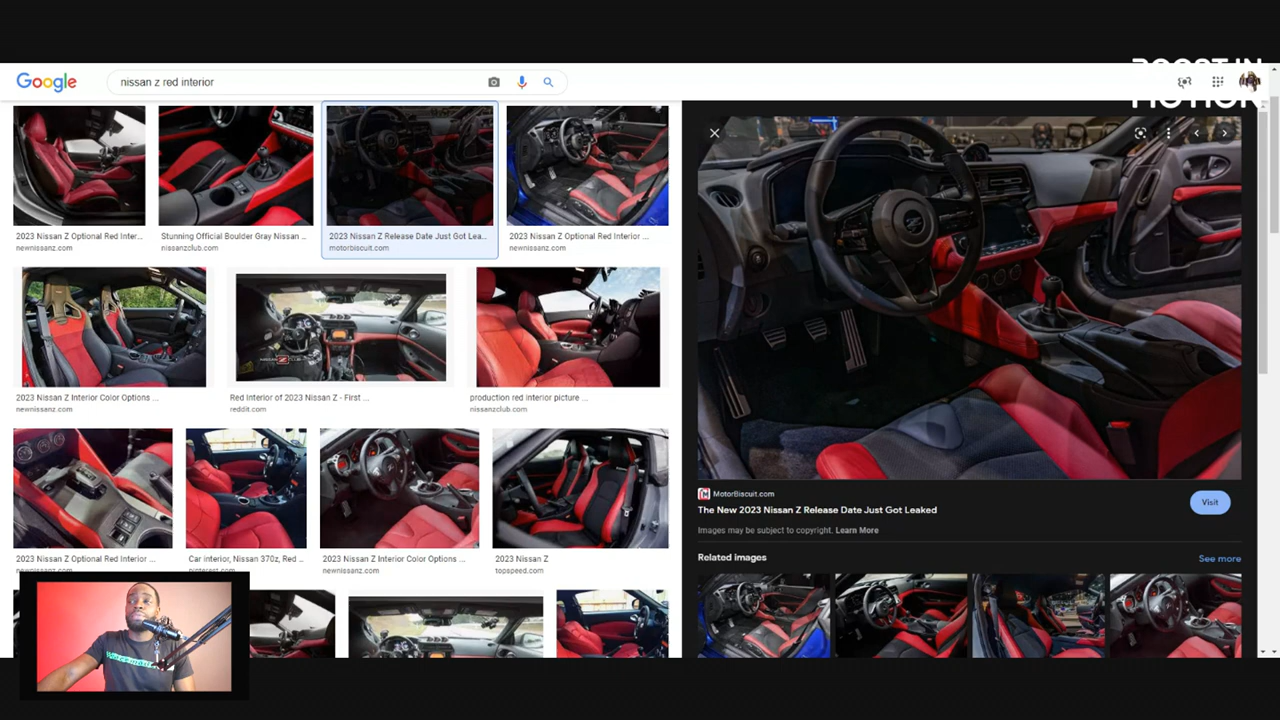 BOOST IN
MOTION
Google
nissan z red interior
2023 Nissan Z Optional Red Inter...
newnissanz.com
Stunning Official Boulder Gray Nissan ...
nissanzclub.com
2023 Nissan Z Release Date Just Got Lea...
motorbiscuit.com
2023 Nissan Z Optional Red Interior ...
newnissanz.com
2023 Nissan Z Interior Color Options ...
newnissanz.com
Red Interior of 2023 Nissan Z - First ...
reddit.com
production red interior picture ...
nissanzclub.com
2023 Nissan Z Optional Red Interior ...
newnissanz.com
Car interior, Nissan 370z, Red ...
pinterest.com
2023 Nissan Z Interior Color Options ...
newnissanz.com
2023 Nissan Z
topspeed.com
MotorBiscuit.com
The New 2023 Nissan Z Release Date Just Got Leaked
Visit
Images may be subject to copyright. Learn More
Related images
See more